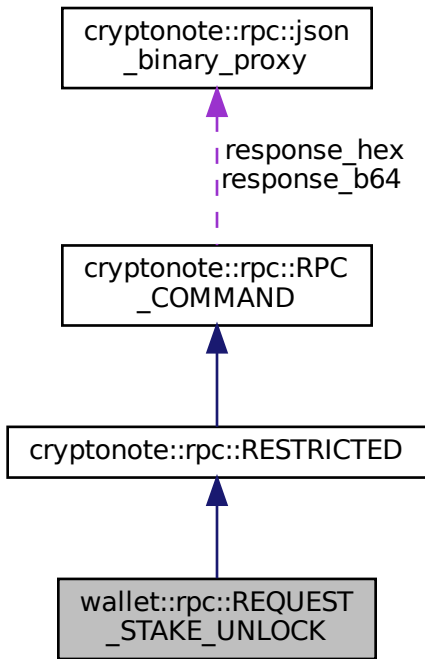 cryptonote::rpc::json
_binary_proxy
response_hex
response_b64
cryptonote::rpc::RPC
_COMMAND
cryptonote::rpc::RESTRICTED
wallet::rpc::REQUEST
_STAKE_UNLOCK